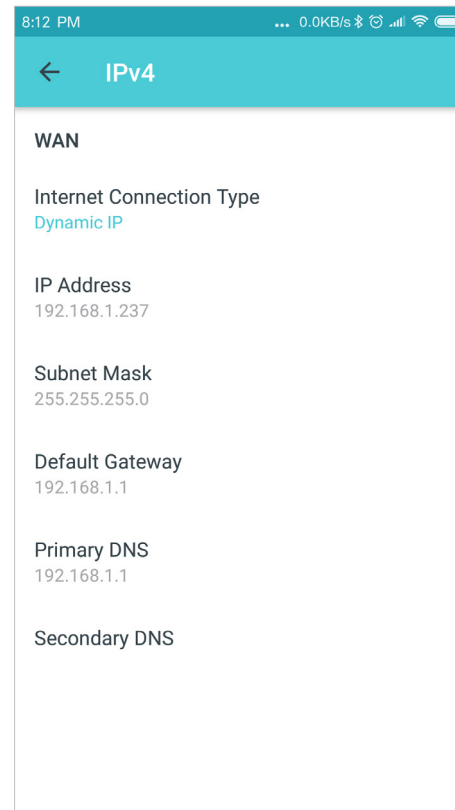 8:12 PM ... 0.0KB/s
IPv4
WAN
Internet Connection Type
Dynamic IP
IP Address
192.168.1.237
Subnet Mask
255.255.255.0
Default Gateway
192.168.1.1
Primary DNS
192.168.1.1
Secondary DNS